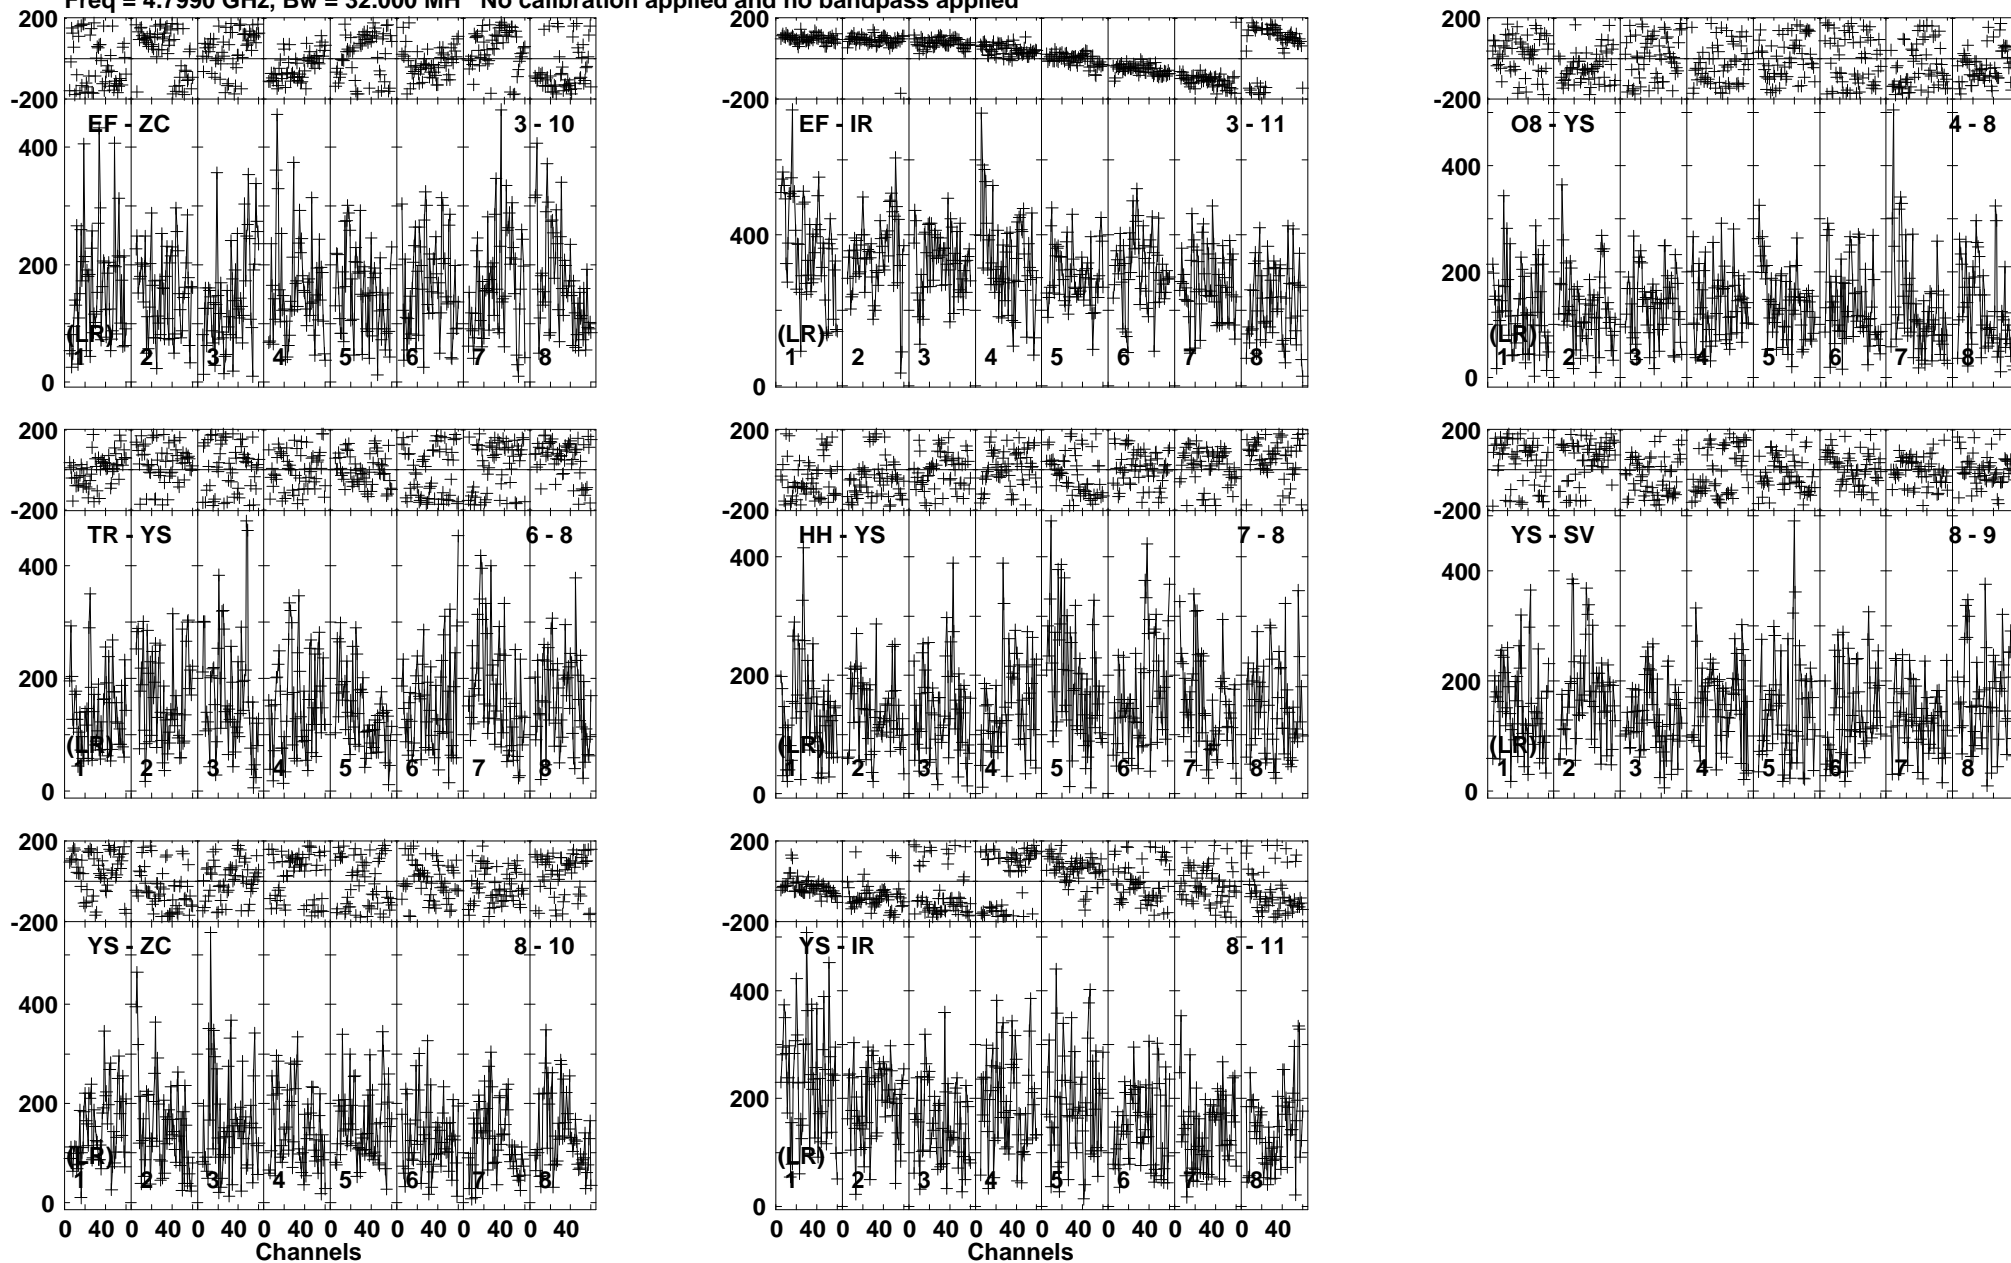 Freq = 4.7990 GHz, Bw = 32.000 MH No calibration applied and no bandpass applied
200 200 200
-200 -200 -200
EF - ZC 3 - 10 EF - IR 3 - 11 O8 - YS 4 - 8
400 400 400
200 200
(LR) (LR) (LR)
1 2 3 4 5 6 7 8 1 2 3 4 5 6 7 8 1 2 3 4 5 6 7 8
0 0 0
200 200 200
-200 -200 -200
TR - YS 6 - 8 HH - YS 7 - 8 YS - SV 8 - 9
400 400 400
200 200 200
(LR) (LR) (LR)
1 2 3 4 5 6 7 8 1 2 3 4 5 6 7 8 1 2 3 4 5 6 7 8
0 0 0
200 200
-200 -200
YS - ZC 8 - 10 YS - IR 8 - 11
400 400
200 200
(LR) (LR)
1 2 3 4 5 6 7 8 1 2 3 4 5 6 7 8
0 0
0 40 0 40 0 40 0 40 0 40 0 40 0 40 0 40 0 40 0 40 0 40 0 40 0 40 0 40 0 40 0 40
Channels Channels